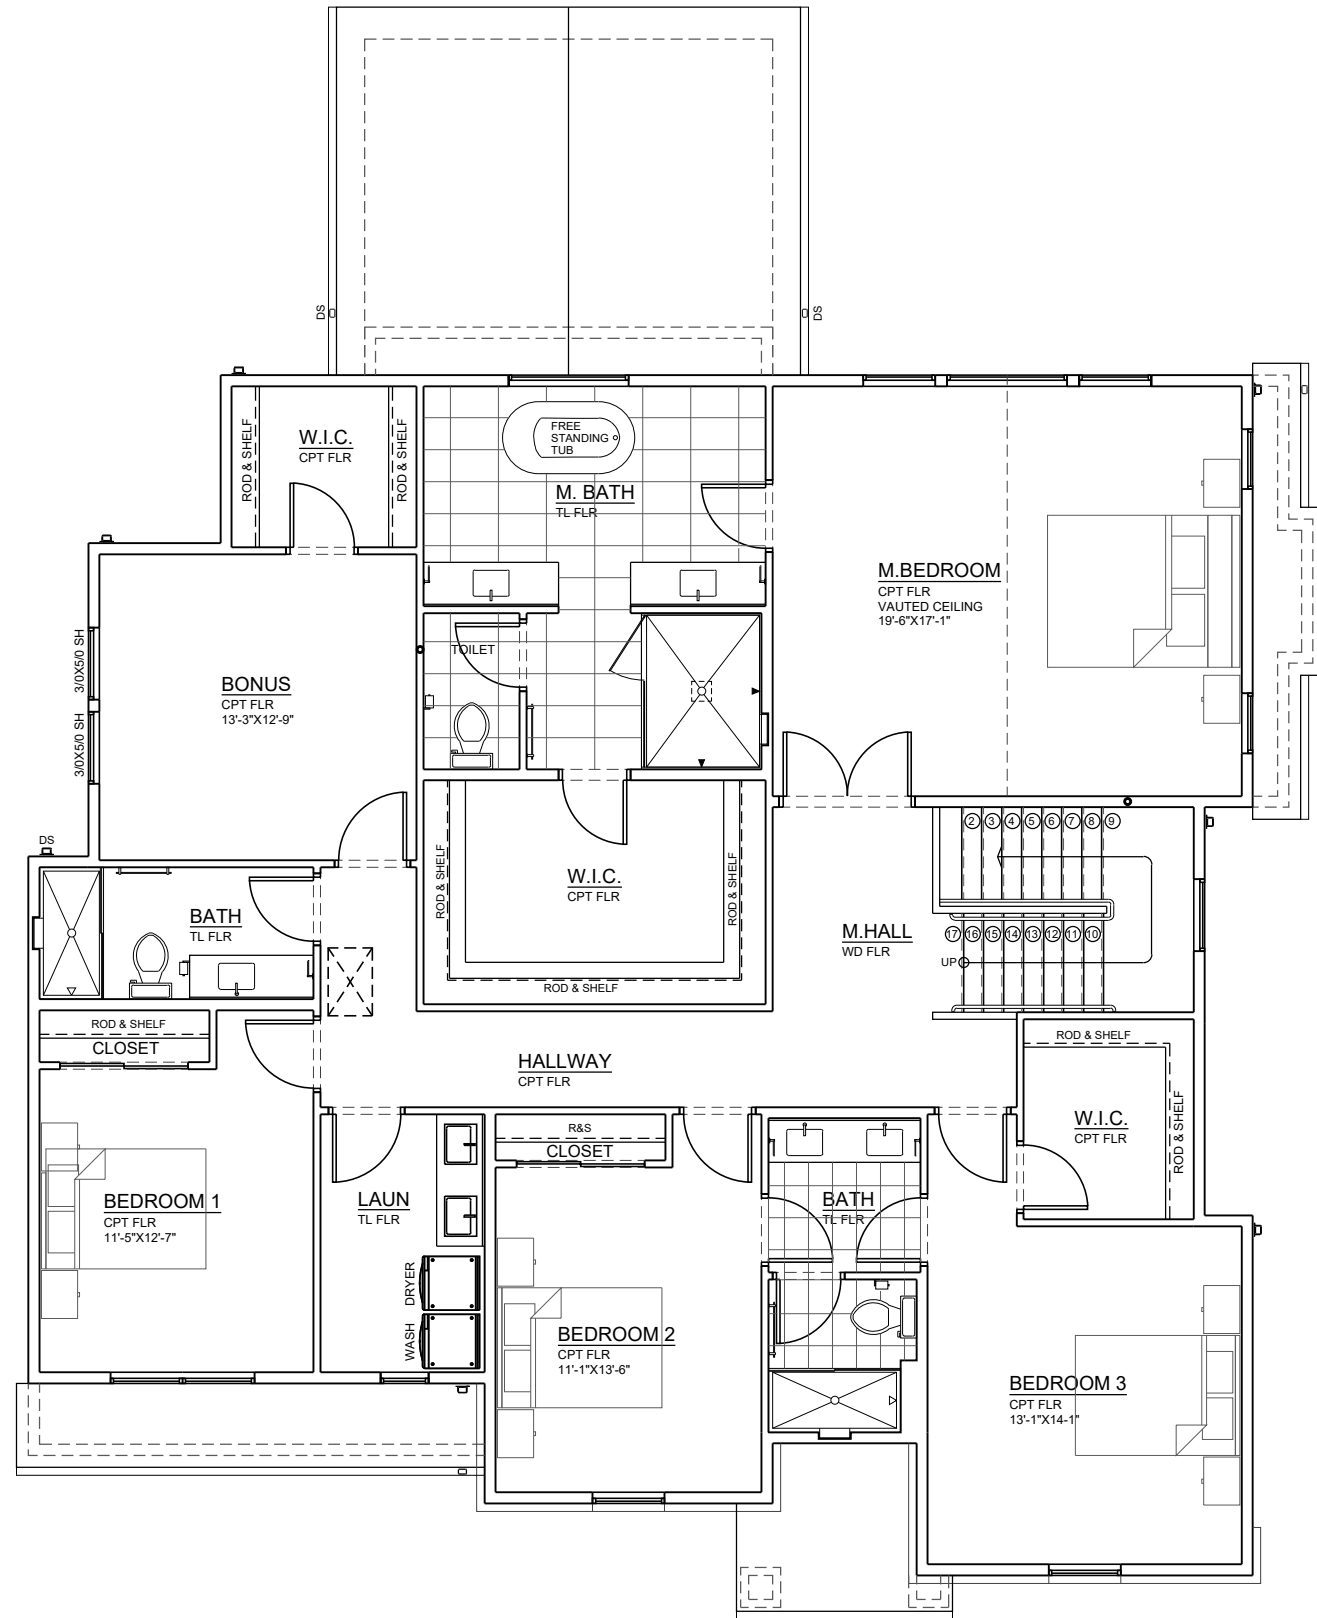 DS
DS
ROD & SHELF
W.I.C.
CPT FLR
ROD & SHELF
FREE
STANDING
TUB
M. BATH
TL FLR
M.BEDROOM
CPT FLR
VAUTED CEILING
19'-6"X17'-1"
3/0X5/0 SH
3/0X5/0 SH
BONUS
CPT FLR
13'-3"X12'-9"
TOILET
DS
BATH
TL FLR
ROD & SHELF
W.I.C.
CPT FLR
ROD & SHELF
ROD & SHELF
M.HALL
WD FLR
2 3 4 5 6 7 8 9
17 16 15 14 13 12 11 10
UP
X
ROD & SHELF
CLOSET
HALLWAY
CPT FLR
ROD & SHELF
W.I.C.
CPT FLR
ROD & SHELF
R&S
CLOSET
BEDROOM 1
CPT FLR
11'-5"X12'-7"
LAUN
TL FLR
DRYER
WASH
BATH
TL FLR
BEDROOM 2
CPT FLR
11'-1"X13'-6"
BEDROOM 3
CPT FLR
13'-1"X14-1"